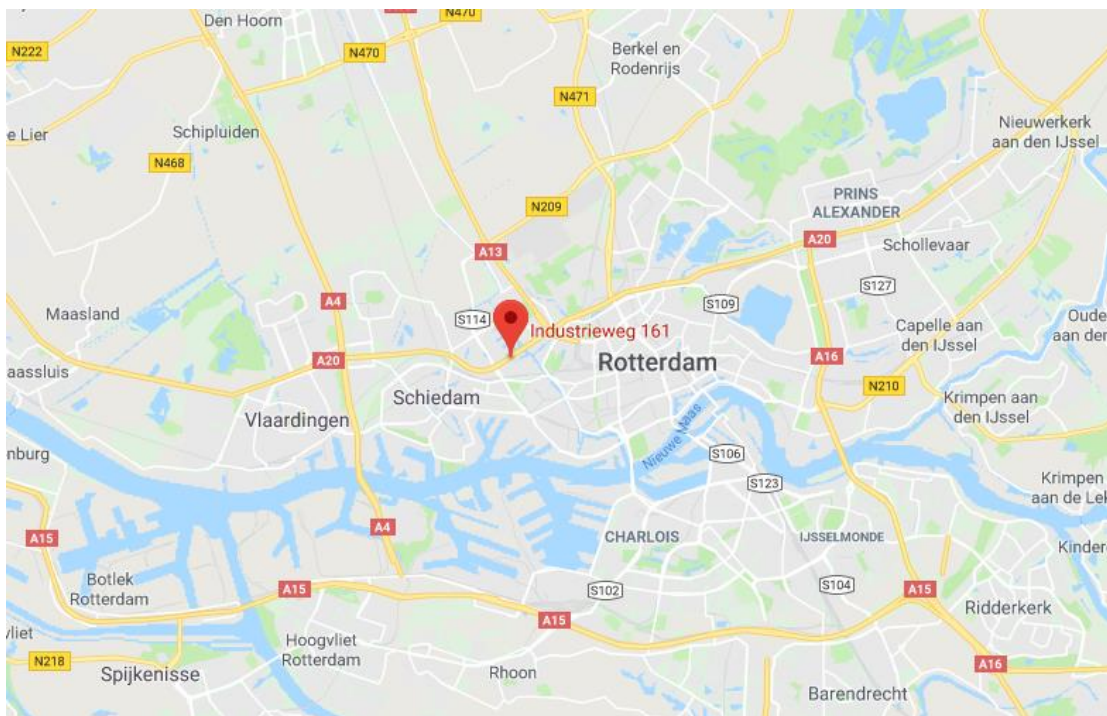 N470
Den Hoorn
N222
N470
Berkel en
Rodenrijs
N471
e Lier
Schipluiden
N468
Nieuwerkerk
aan den IJssel
PRINS
ALEXANDER
N209
A20
Schollevaar
A13
S127
A4
S109
Maasland
S114
Industrieweg 161
Capelle aan
den IJssel
Oude
aan de
A20
Rotterdam
A16
aassluis
N210
Schiedam
Krimpen aan
den IJssel
Vlaardingen
Nieuwe Maas
nburg
S106
S123
Krimpen
aan de Lek
A15
A4
CHARLOIS
IJSSELMONDE
Kinder
Botlek
Rotterdam
A15
S102
S104
A15
Ridderkerk
A15
vliet
Hoogvliet
Rotterdam
N218
Spijkenisse
Rhoon
A16
Barendrecht